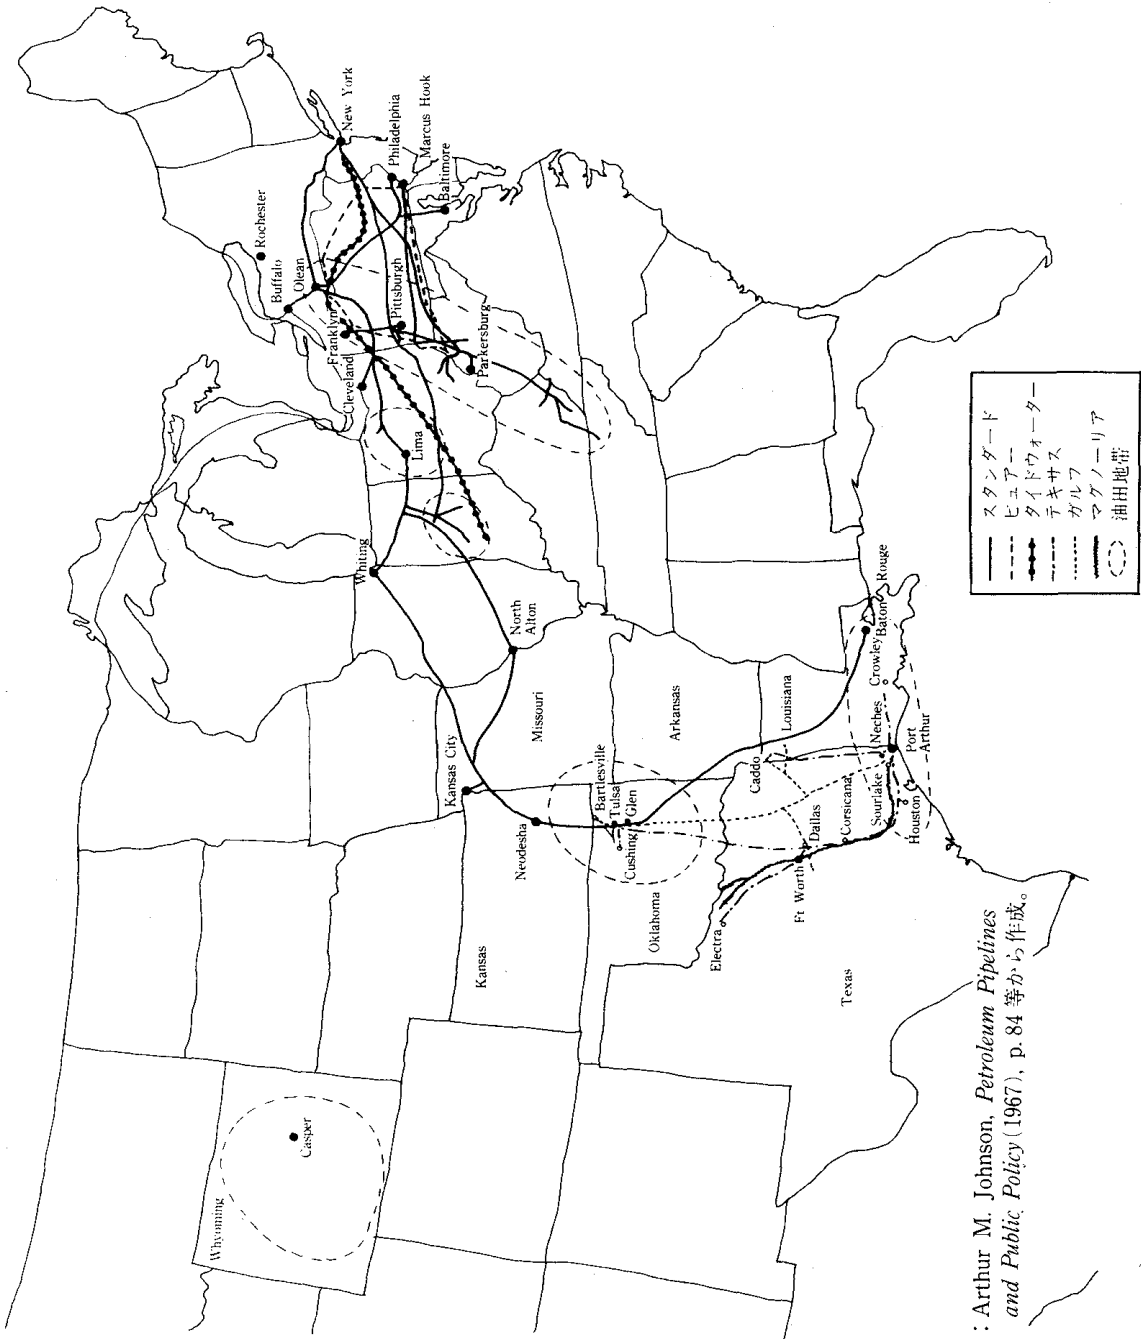 New York
Philadelphia
Marcus Hook
Baltimore
Rochester
Buffalo
Olean
Pittsburgh
Franklyn
Cleveland
Parkersburg
Lima
Whiting
North
Alton
Missouri
Arkansas
Louisiana
Kansas City
Bartlesville
Tulsa
Glen
Cushing
Neodesha
Kansas
Oklahoma
Caddo
Dallas
Corsicana
Ft Worth
Electra
Sourlake
Houston
Neches
Port
Arthur
Crowley
Baton Rouge
Texas
Whyoming
Casper
スタンダード
ピュアー
タイドウォーター
テキサス
ガルフ
マグノーリア
油田地帯
: Arthur M. Johnson, Petroleum Pipelines
and Public Policy (1967), p. 84 等から作成。